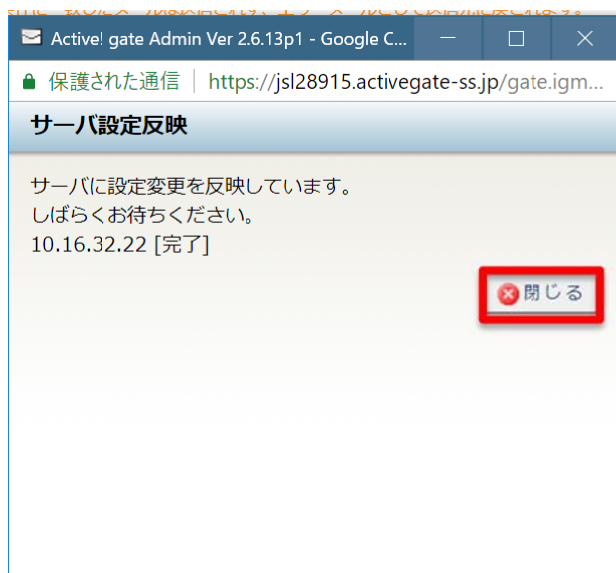 Active! gate Admin Ver 2.6.13p1 - Google C...
保護された通信 | https://jsl28915.activegate-ss.jp/gate.igm...
サーバ設定反映
サーバに設定変更を反映しています。
しばらくお待ちください。
10.16.32.22 [完了]
閉じる